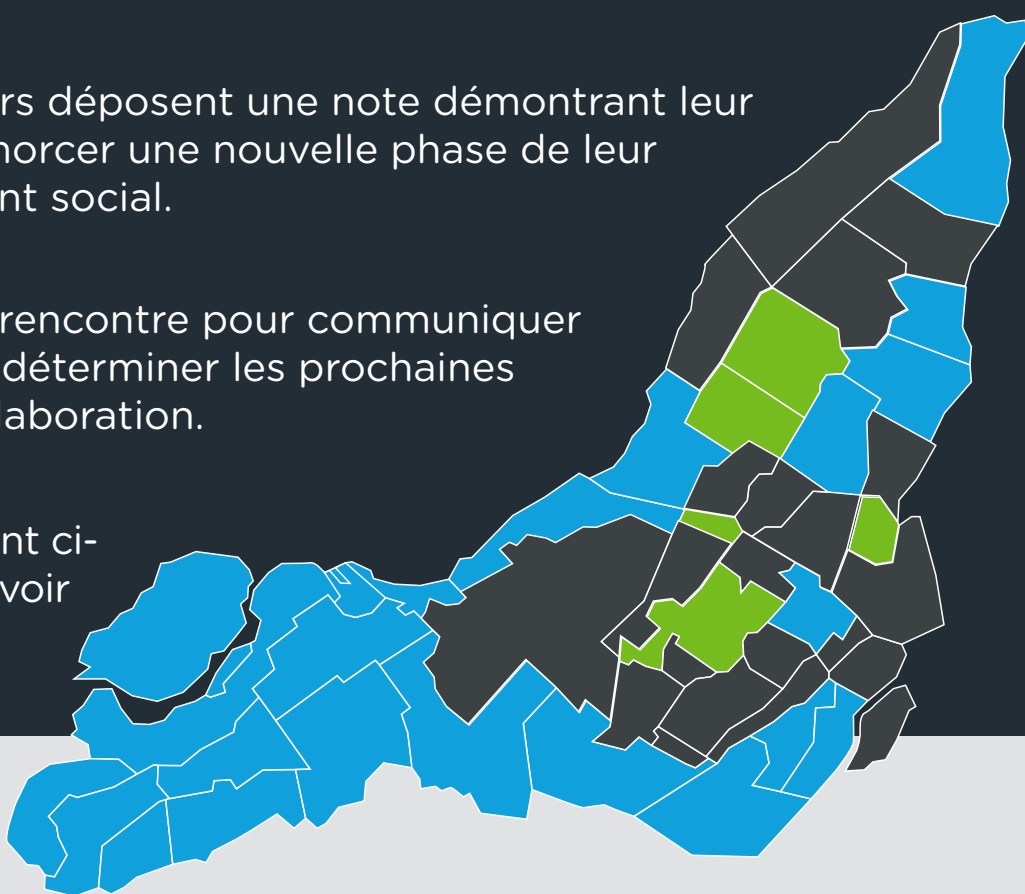 rs déposent une note démontrant leur
norcer une nouvelle phase de leur
nt social.
rencontre pour communiquer
déterminer les prochaines
laboration.
nt ci-
voir